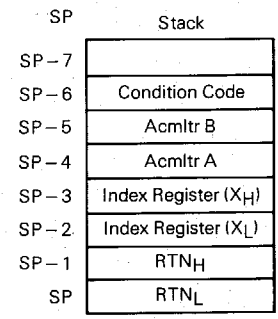 SP Stack
SP-7
SP-6 Condition Code
SP-5 Acmltr B
SP-4 Acmltr A
SP-3 Index Register (XH)
SP-2 Index Register (XL)
SP-1 RTNH
SP RTNL